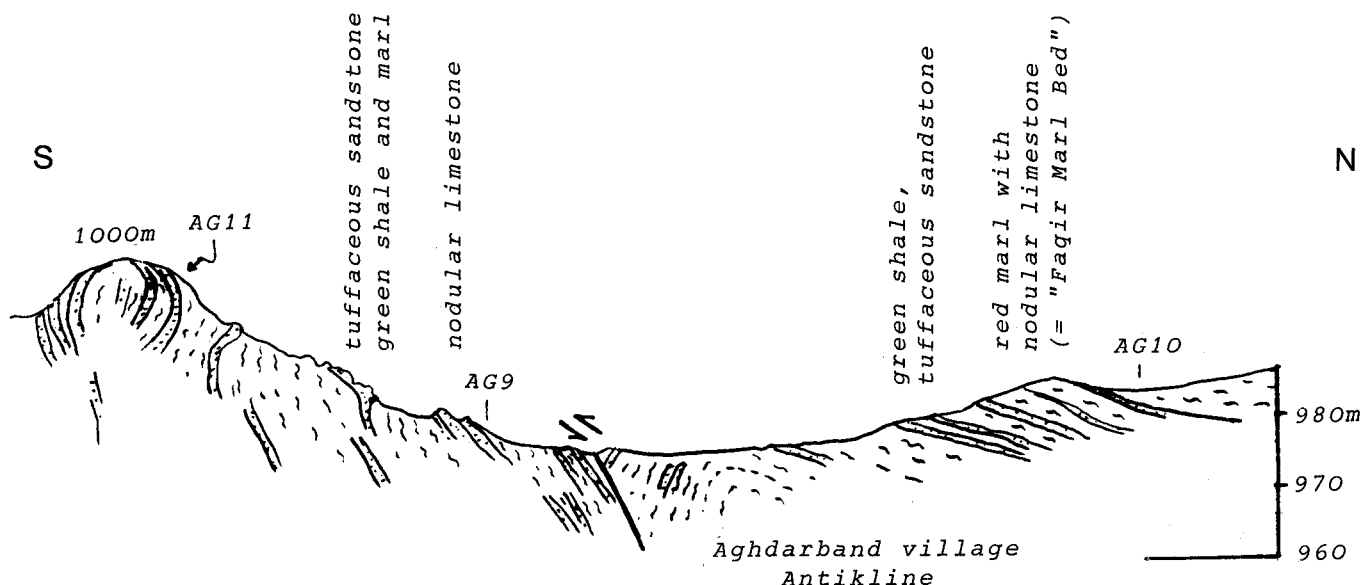 S
N
tuffaceous sandstone
green shale and marl
nodular limestone
green shale,
tuffaceous sandstone
red marl with
nodular limestone
(= "Faqir Marl Bed")
1000m
AG11
AG9
AG10
980m
970
960
Aghdarband village
Antikline